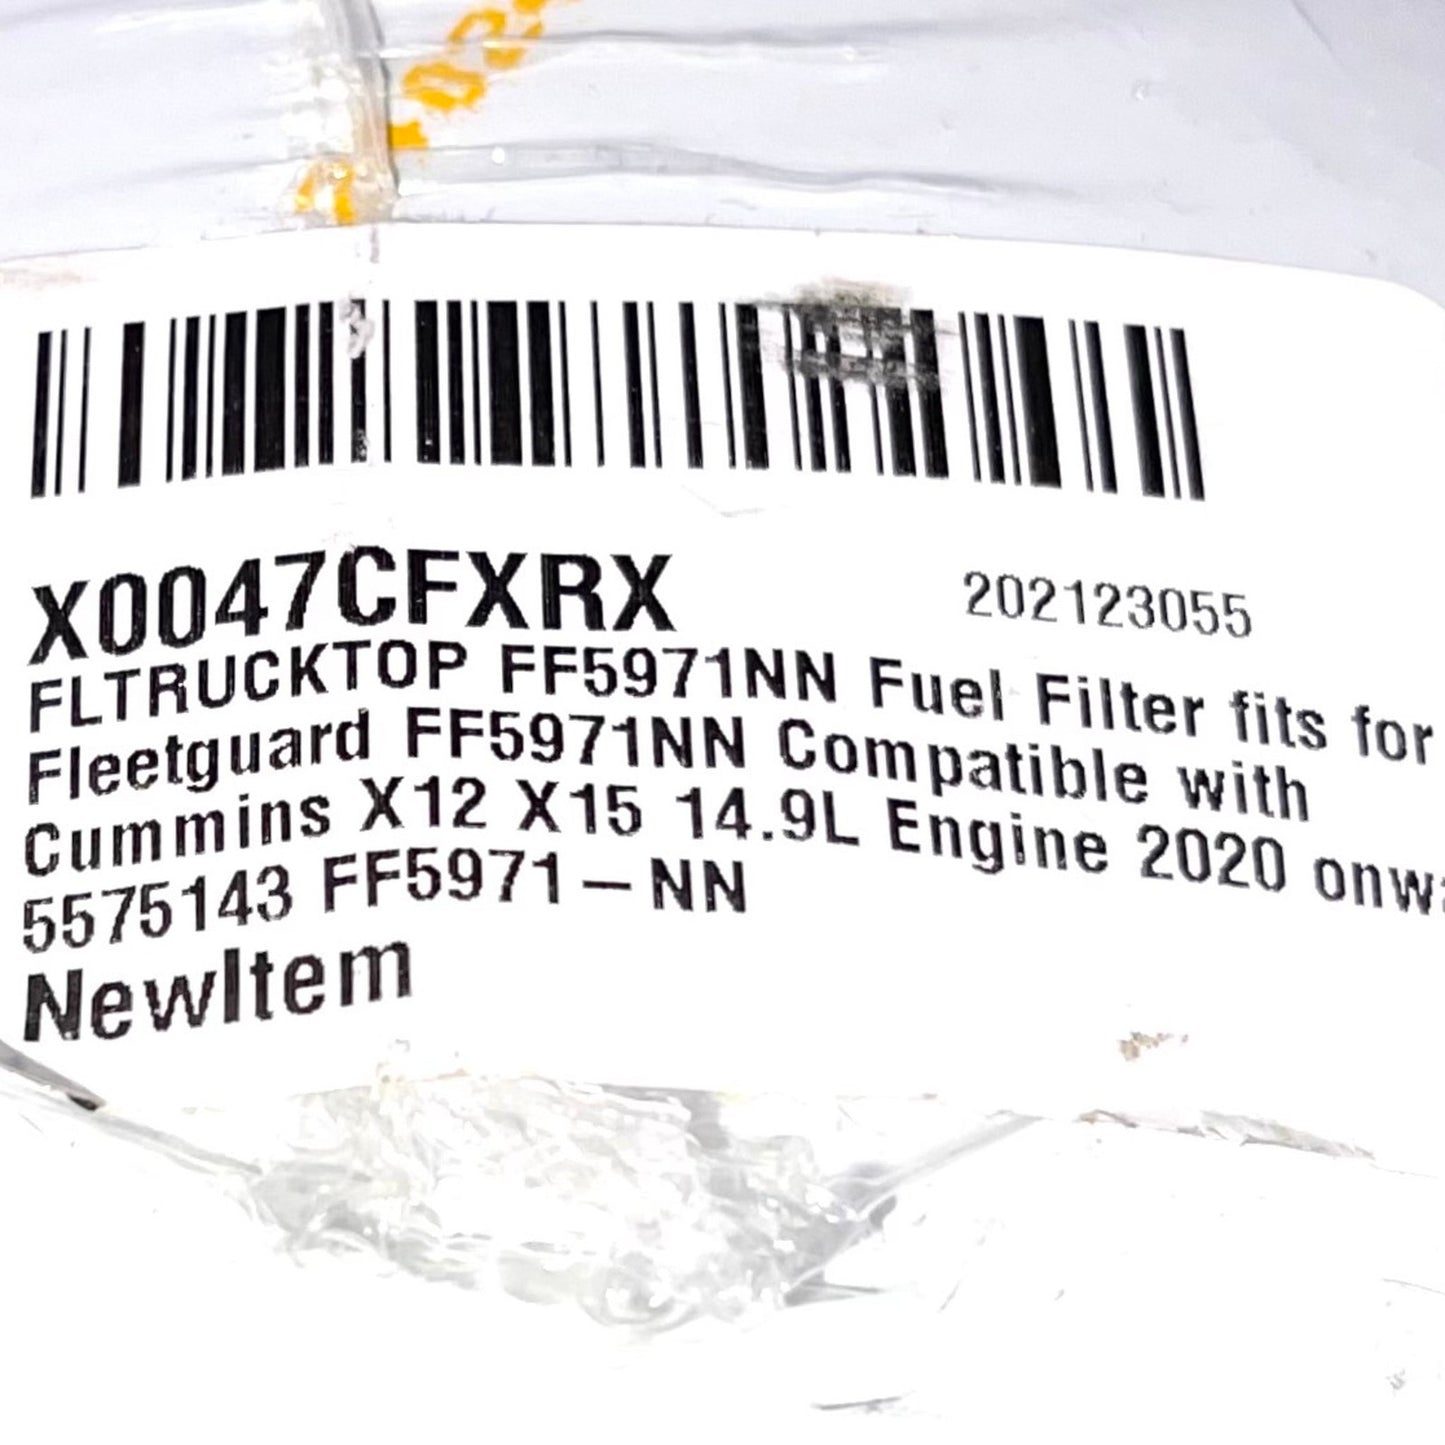 X0047CFXRX 202123055
FLTRUCKTOP FF5971NN Fuel Filter fits for
Fleetguard FF5971NN Compatible with
Cummins X12 X15 14.9L Engine 2020 onwa
5575143 FF5971-NN
NewItem